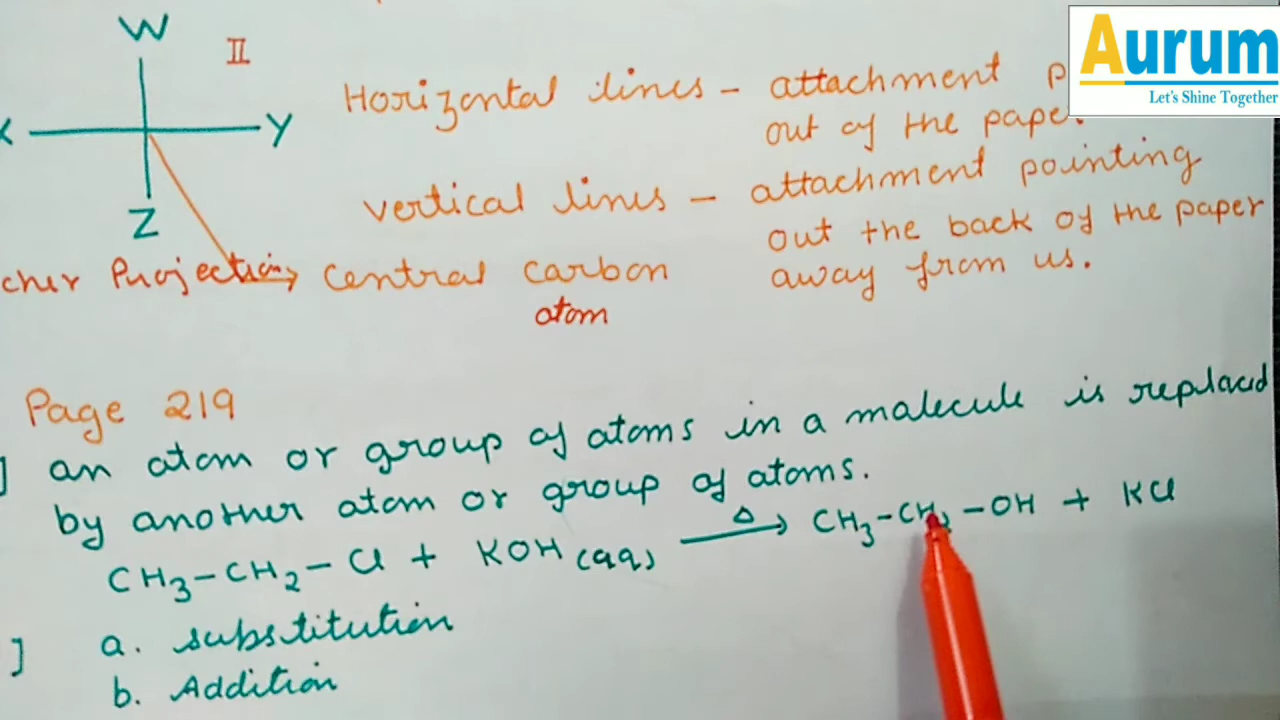 W
II
X
Y
Horizontal lines - attachment
out of the paper
Z
vertical lines - attachment pointing
out the back of the paper
away from us.
cher Projection
central carbon
atom
Page 219
] an atom or group of atoms in a molecule is replaced
by another atom or group of atoms.
CH3-CH2-Cl + KOH (aq) Δ→ CH3-CH2-OH + KCl
] a. substitution
b. Addition
Aurum
Let's Shine Together